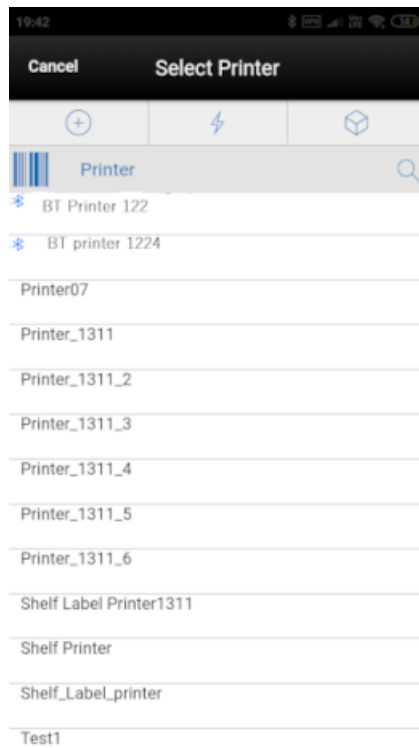 19:42
Cancel Select Printer
Printer
BT Printer 122
BT printer 1224
Printer07
Printer_1311
Printer_1311_2
Printer_1311_3
Printer_1311_4
Printer_1311_5
Printer_1311_6
Shelf Label Printer1311
Shelf Printer
Shelf_Label_printer
Test1